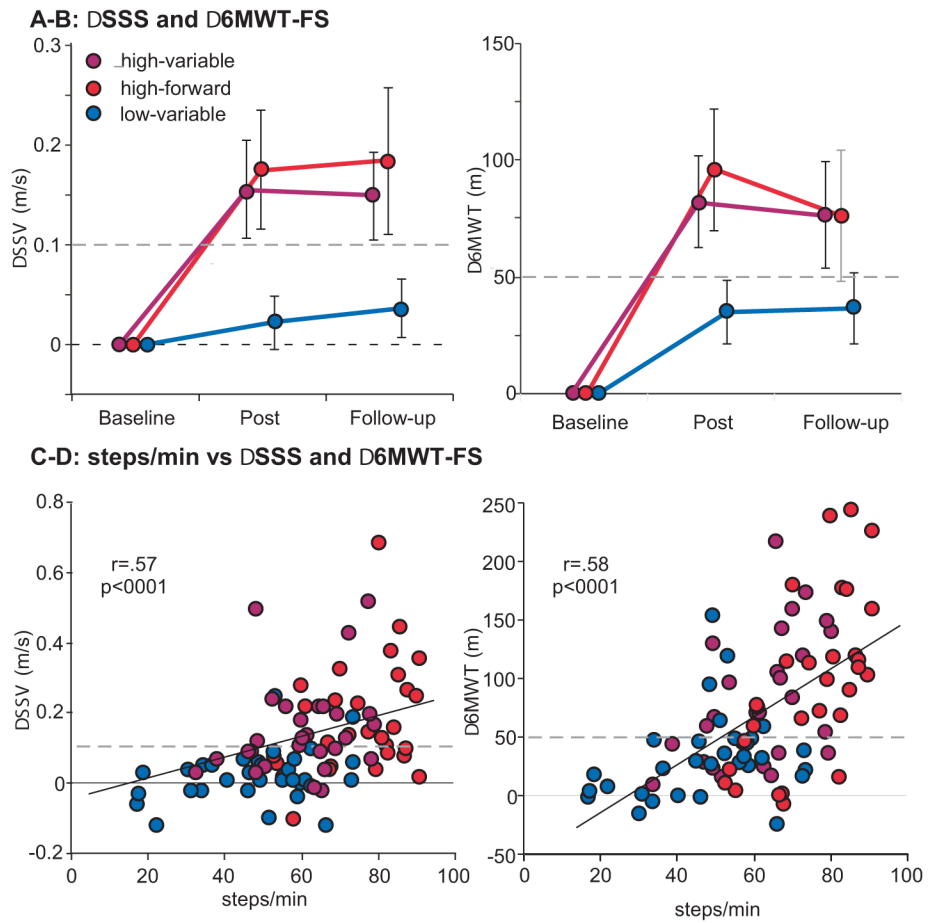 A-B: DSSS and D6MWT-FS
0.3
0.2
0.1
0
DSSV (m/s)
_high-variable
high-forward
low-variable
Baseline
Post
Follow-up
150
100
50
0
D6MWT (m)
Baseline
Post
Follow-up
C-D: steps/min vs DSSS and D6MWT-FS
0.8
0.6
0.4
0.2
0
-0.2
DSSV (m/s)
r=.57
p<0001
0
20
40
60
80
100
steps/min
250
200
150
100
50
0
-50
D6MWT (m)
r=.58
p<0001
0
20
40
60
80
100
steps/min